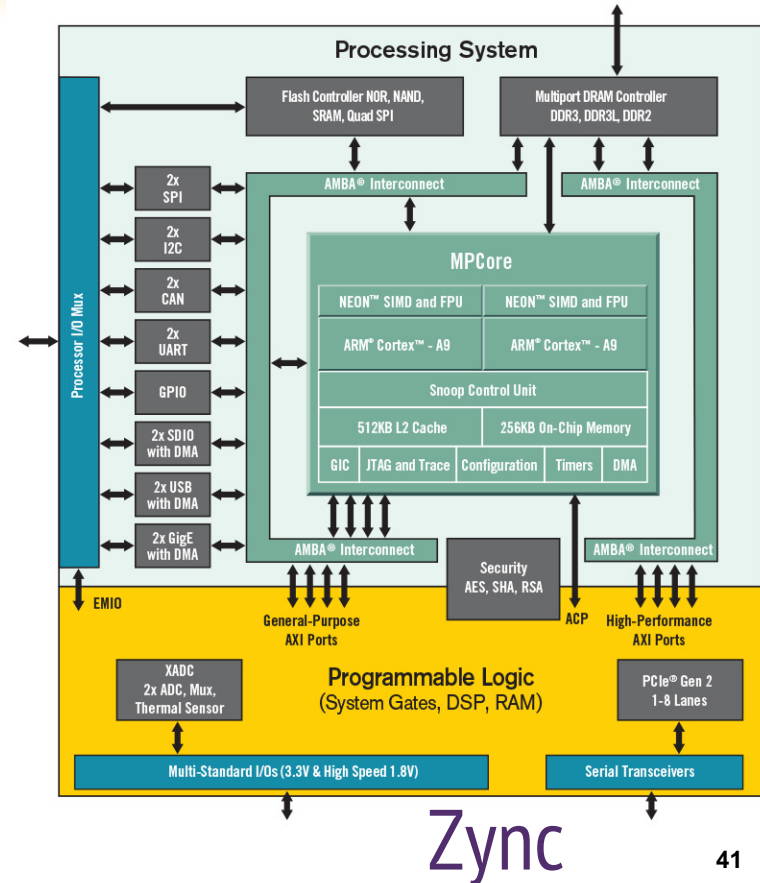 Processing System
Flash Controller NOR, NAND,
SRAM, Quad SPI
Multiport DRAM Controller
DDR3, DDR3L, DDR2
AMBA® Interconnect
AMBA® Interconnect
Processor I/O Mux
2x
SPI
2x
I2C
2x
CAN
2x
UART
GPIO
2x SDIO
with DMA
2x USB
with DMA
2x GigE
with DMA
MPCore
NEON™ SIMD and FPU
NEON™ SIMD and FPU
ARM® Cortex™ - A9
ARM® Cortex™ - A9
Snoop Control Unit
512KB L2 Cache
256KB On-Chip Memory
GIC
JTAG and Trace
Configuration
Timers
DMA
AMBA® Interconnect
AMBA® Interconnect
Security
AES, SHA, RSA
EMIO
General-Purpose
AXI Ports
ACP
High-Performance
AXI Ports
XADC
2x ADC, Mux,
Thermal Sensor
Programmable Logic
(System Gates, DSP, RAM)
PCIe® Gen 2
1-8 Lanes
Multi-Standard I/Os (3.3V & High Speed 1.8V)
Serial Transceivers
Zync
41